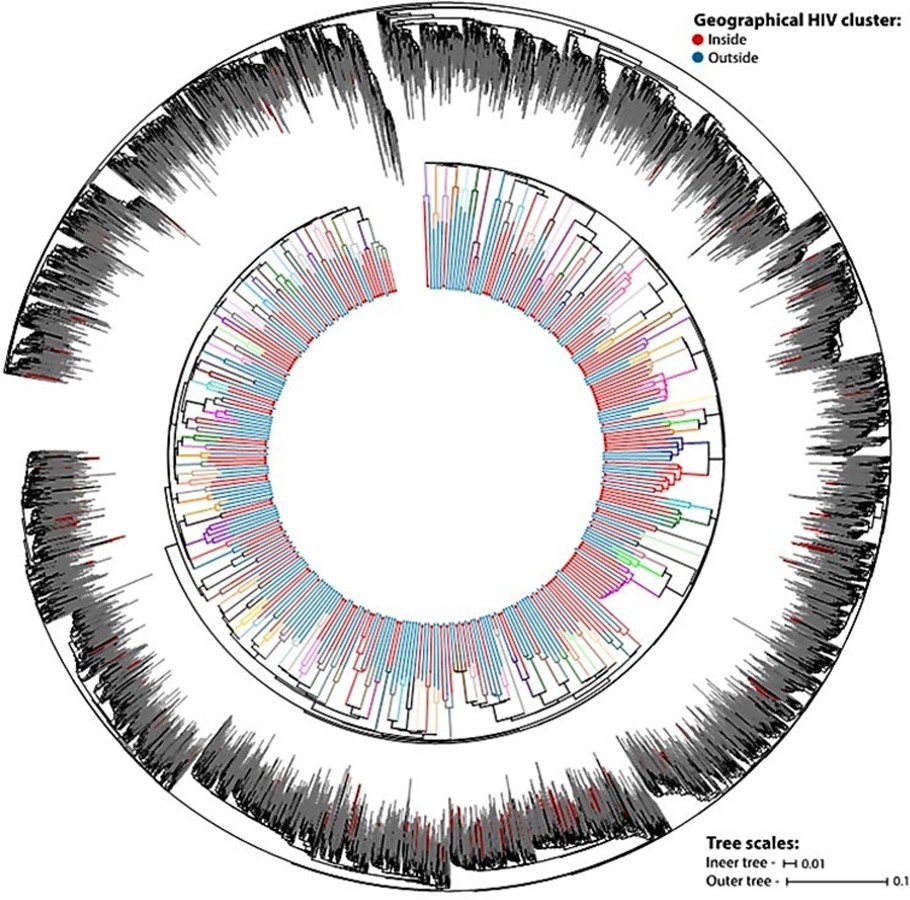 Geographical HIV cluster:
Inside
Outside
Tree scales:
Ineer tree - 0.01
Outer tree - 0.1